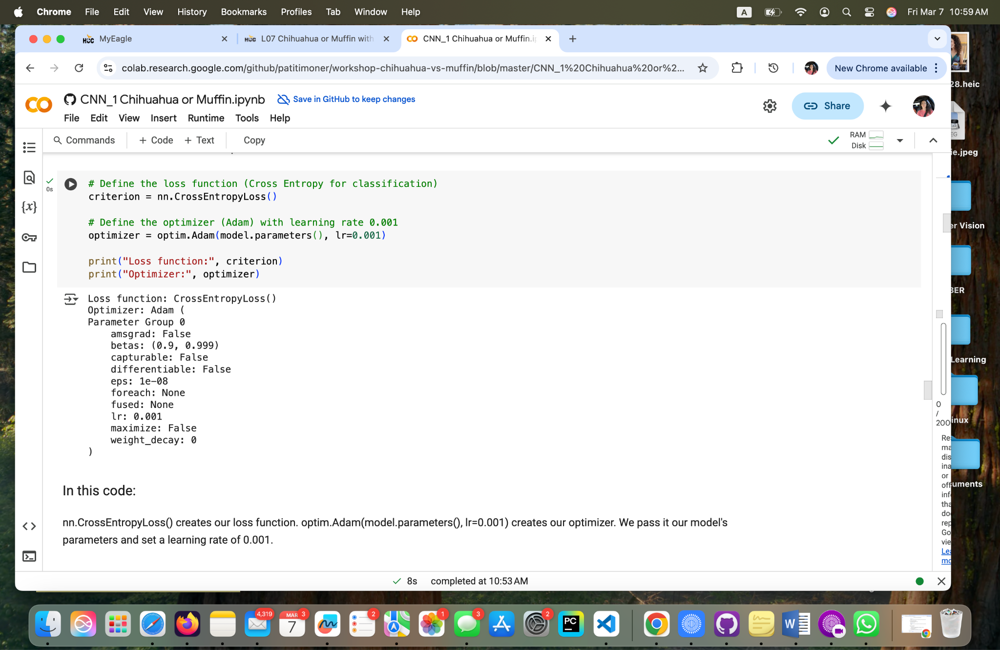 Chrome File Edit View History Bookmarks Profiles Tab Window Help A Fri Mar 7 10:59 AM
HCC MyEagle HCC L07 Chihuahua or Muffin with CNN_1 Chihuahua or Muffin.ip
colab.research.google.com/github/patitimoner/workshop-chihuahua-vs-muffin/blob/master/CNN_1%20Chihuahua%20or%2... New Chrome available
28.heic
CNN_1 Chihuahua or Muffin.ipynb Save in GitHub to keep changes
Share
File Edit View Insert Runtime Tools Help
Commands + Code + Text Copy RAM
Disk
ie.jpeg
0s
# Define the loss function (Cross Entropy for classification)
criterion = nn.CrossEntropyLoss()
# Define the optimizer (Adam) with learning rate 0.001
optimizer = optim.Adam(model.parameters(), lr=0.001)
print("Loss function:", criterion)
print("Optimizer:", optimizer)
er Vision
BER
Learning
inux
uments
Loss function: CrossEntropyLoss()
Optimizer: Adam (
Parameter Group 0
    amsgrad: False
    betas: (0.9, 0.999)
    capturable: False
    differentiable: False
    eps: 1e-08
    foreach: None
    fused: None
    lr: 0.001
    maximize: False
    weight_decay: 0
)
0
/
200
Re
ma
dis
ina
or
off
info
tha
do
rep
Go
vie
Lea
mo
In this code:
nn.CrossEntropyLoss() creates our loss function. optim.Adam(model.parameters(), lr=0.001) creates our optimizer. We pass it our model's
parameters and set a learning rate of 0.001.
8s completed at 10:53 AM
4,319
MAR 3
7
2
1
3
2
PC
W